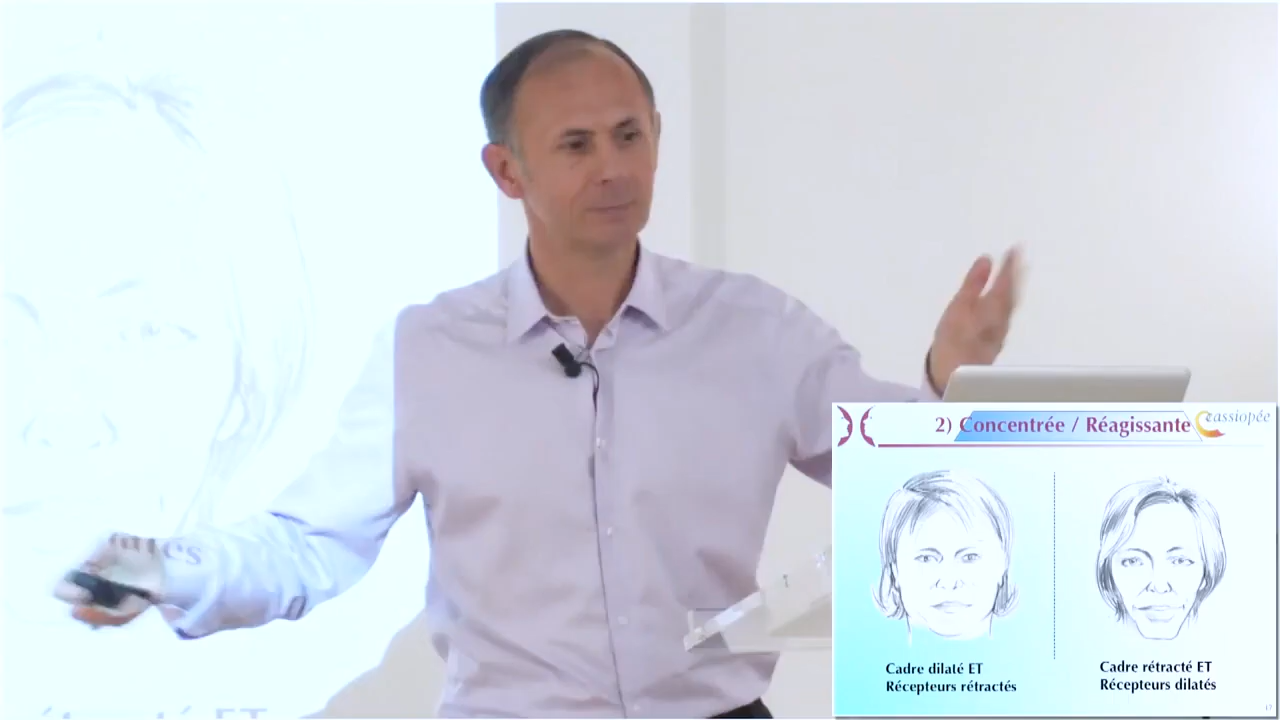 2) Concentrée / Réagissante
cassiopée
Cadre dilaté ET
Récepteurs rétractés
Cadre rétracté ET
Récepteurs dilatés
17